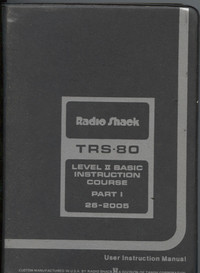 Radio Shack
TRS-80
LEVEL II BASIC
INSTRUCTION
COURSE
PART I
26-2005
User Instruction Manual